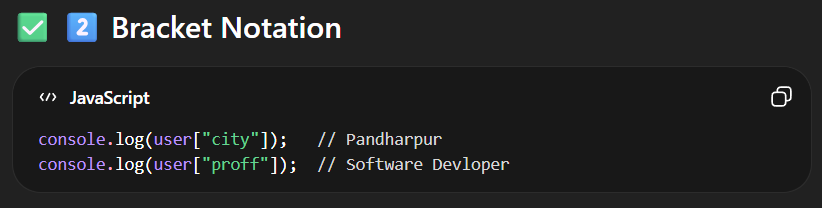 ✅ 2️⃣ Bracket Notation
</> JavaScript
console.log(user["city"]);   // Pandharpur
console.log(user["proff"]);  // Software Devloper